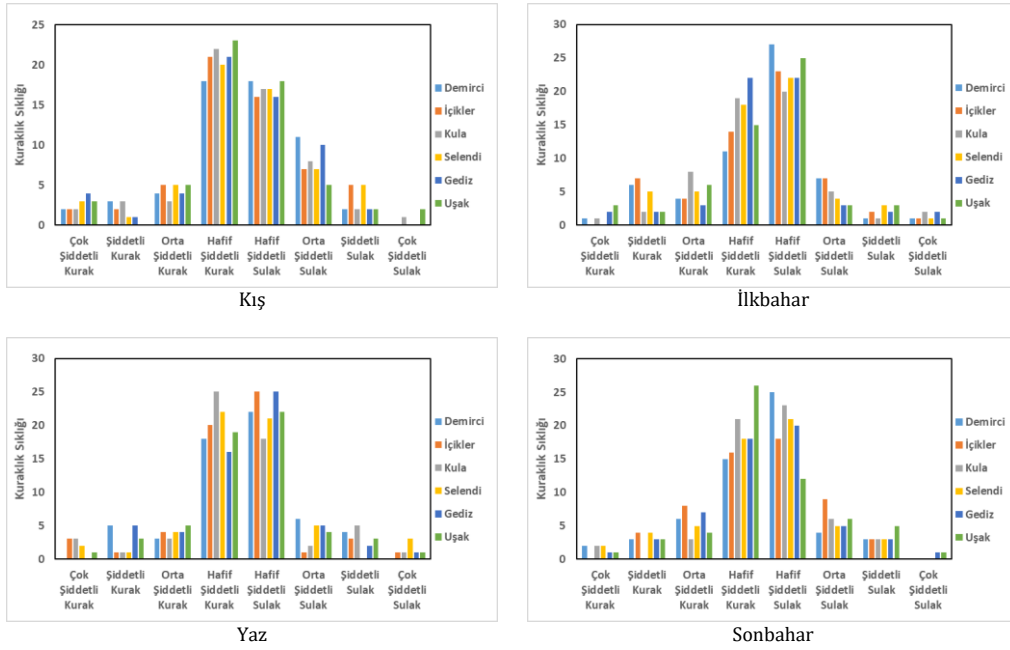 Kuraklık Sıklığı
25
20
15
10
5
0
Çok Şiddetli Kurak
Şiddetli Kurak
Orta Şiddetli Kurak
Hafif Şiddetli Kurak
Hafif Şiddetli Sulak
Orta Şiddetli Sulak
Şiddetli Sulak
Çok Şiddetli Sulak
Demirci
İçikler
Kula
Selendi
Gediz
Uşak
Kış
Kuraklık Sıklığı
30
25
20
15
10
5
0
Çok Şiddetli Kurak
Şiddetli Kurak
Orta Şiddetli Kurak
Hafif Şiddetli Kurak
Hafif Şiddetli Sulak
Orta Şiddetli Sulak
Şiddetli Sulak
Çok Şiddetli Sulak
Demirci
İçikler
Kula
Selendi
Gediz
Uşak
İlkbahar
Kuraklık Sıklığı
30
25
20
15
10
5
0
Çok Şiddetli Kurak
Şiddetli Kurak
Orta Şiddetli Kurak
Hafif Şiddetli Kurak
Hafif Şiddetli Sulak
Orta Şiddetli Sulak
Şiddetli Sulak
Çok Şiddetli Sulak
Demirci
İçikler
Kula
Selendi
Gediz
Uşak
Yaz
Kuraklık Sıklığı
30
25
20
15
10
5
0
Çok Şiddetli Kurak
Şiddetli Kurak
Orta Şiddetli Kurak
Hafif Şiddetli Kurak
Hafif Şiddetli Sulak
Orta Şiddetli Sulak
Şiddetli Sulak
Çok Şiddetli Sulak
Demirci
İçikler
Kula
Selendi
Gediz
Uşak
Sonbahar